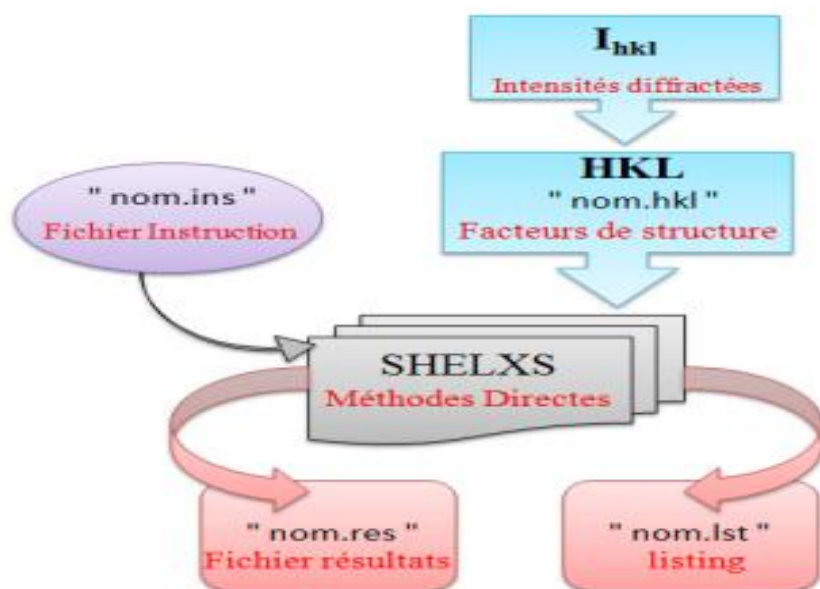 I hkl
Intensités diffractées
HKL
" nom.hkl "
Facteurs de structure
" nom.ins "
Fichier Instruction
SHELXS
Méthodes Directes
" nom.res "
Fichier résultats
" nom.lst "
listing